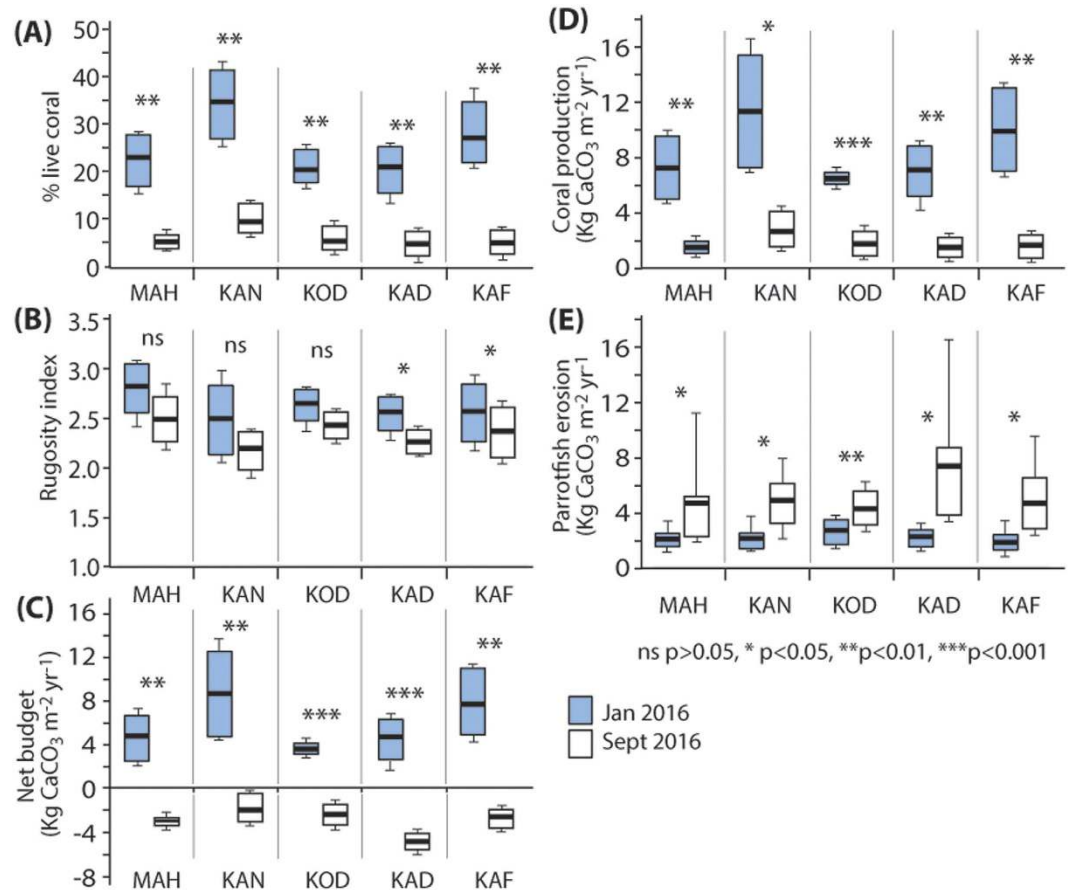 (A)
% live coral
50
40
30
20
10
0
** ** ** ** **
MAH KAN KOD KAD KAF
(B)
Rugosity index
3.5
3.0
2.5
2.0
1.5
1.0
ns ns ns * *
MAH KAN KOD KAD KAF
(C)
Net budget
(Kg CaCO3 m-2 yr-1)
16
12
8
4
0
-4
-8
** ** *** *** **
MAH KAN KOD KAD KAF
(D)
Coral production
(Kg CaCO3 m-2 yr-1)
16
12
8
4
0
** * *** ** **
MAH KAN KOD KAD KAF
(E)
Parrotfish erosion
(Kg CaCO3 m-2 yr-1)
16
12
8
4
0
* * ** * *
MAH KAN KOD KAD KAF
ns p>0.05, * p<0.05, **p<0.01, ***p<0.001
Jan 2016
Sept 2016